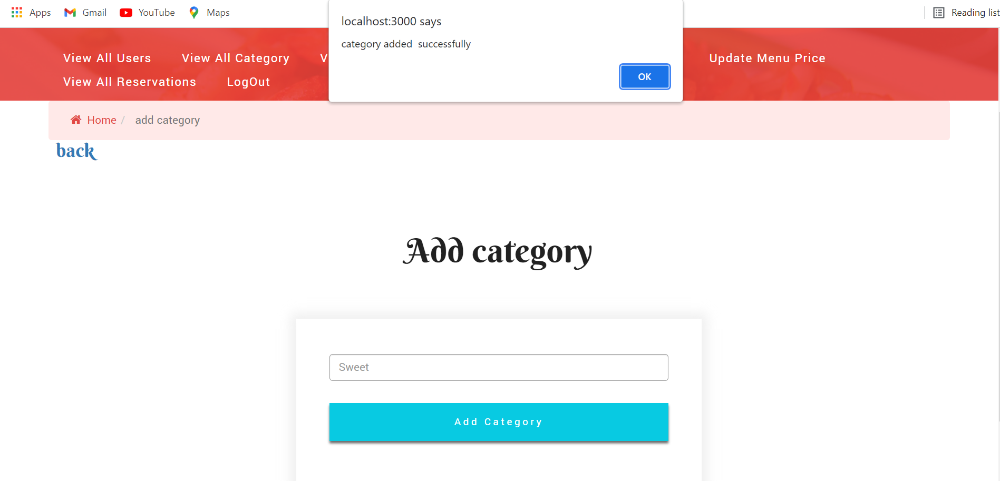 Apps Gmail YouTube Maps Reading list
localhost:3000 says
category added  successfully
OK
View All Users View All Category V Update Menu Price
View All Reservations LogOut
Home / add category
back
Add category
Sweet
Add Category